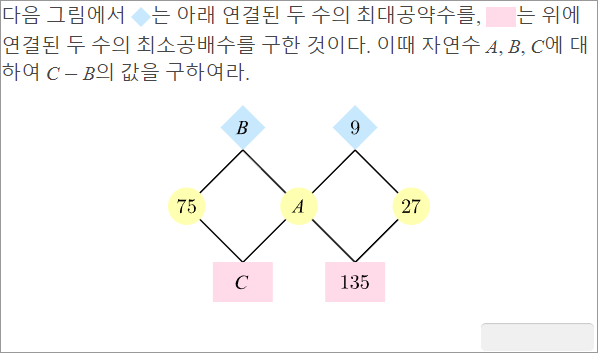 다음 그림에서 는 아래 연결된 두 수의 최대공약수를, 는 위에
연결된 두 수의 최소공배수를 구한 것이다. 이때 자연수 A, B, C에 대
하여 C − B의 값을 구하여라.
B 9
75 A 27
C 135